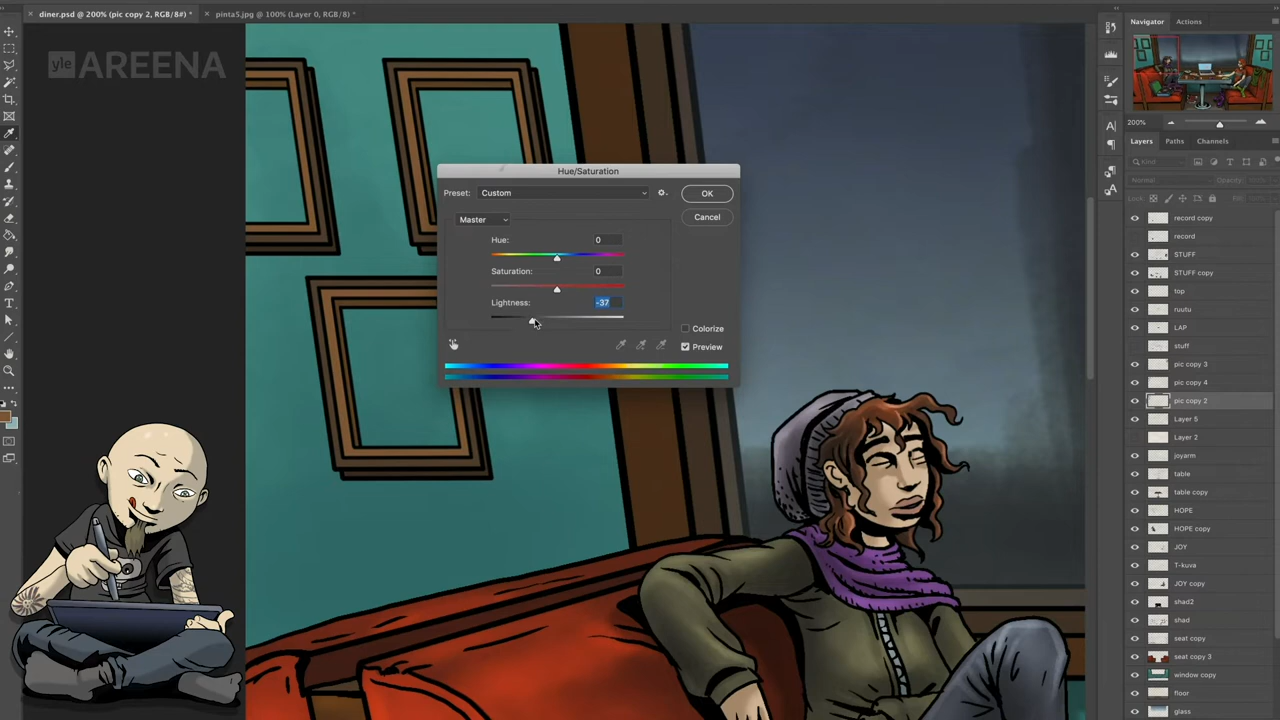 diner.psd @ 200% (pic copy 2, RGB/8#) *
pinta5.jpg @ 100% (Layer 0, RGB/8) *
yle AREENA
Hue/Saturation
Preset: Custom
OK
Cancel
Master
Hue: 0
Saturation: 0
Lightness: -37
Colorize
Preview
Navigator Actions
200%
Layers Paths Channels
Kind
Normal Opacity:
Lock:
record copy
record
STUFF
STUFF copy
top
ruutu
LAP
stuff
pic copy 3
pic copy 4
pic copy 2
Layer 5
Layer 2
joyarm
table
table copy
HOPE
HOPE copy
JOY
T-kuva
JOY copy
shad2
shad
seat copy
seat copy 3
window copy
floor
glass